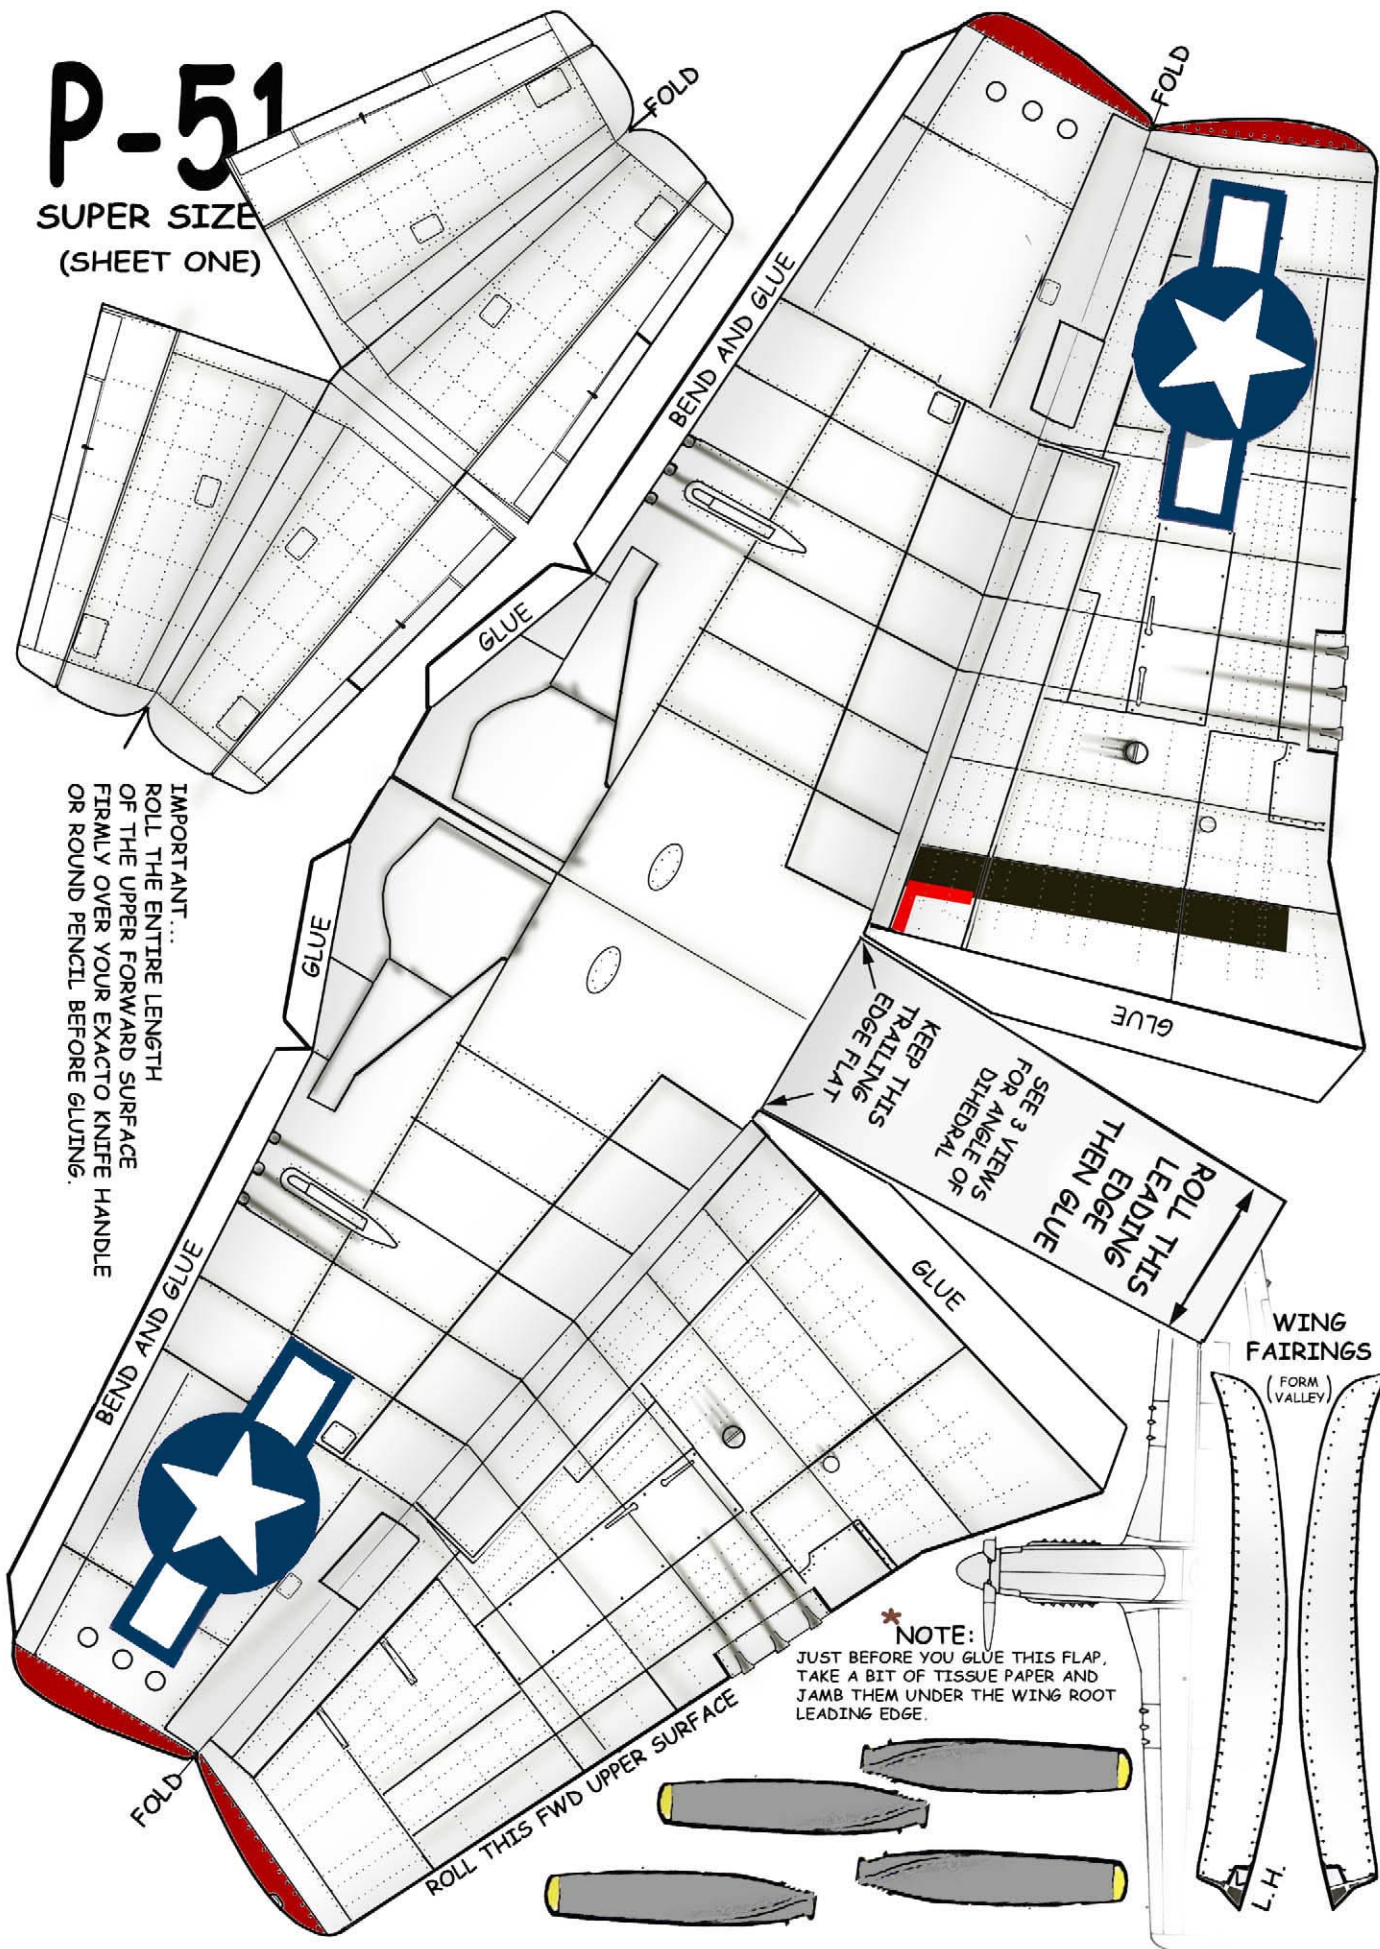 P-51
SUPER SIZE
(SHEET ONE)
FOLD
FOLD
BEND AND GLUE
GLUE
GLUE
IMPORTANT...
ROLL THE ENTIRE LENGTH
OF THE UPPER FORWARD SURFACE
FIRMLY OVER YOUR EXACTO KNIFE HANDLE
OR ROUND PENCIL BEFORE GLUING.
GLUE
KEEP THIS
TRAILING
EDGE FLAT
SEE 3 VIEWS
FOR ANGLE OF
DIHEDRAL
ROLL THIS
LEADING
EDGE
THEN GLUE
GLUE
BEND AND GLUE
WING
FAIRINGS
(FORM
VALLEY)
*
NOTE:
JUST BEFORE YOU GLUE THIS FLAP,
TAKE A BIT OF TISSUE PAPER AND
JAMB THEM UNDER THE WING ROOT
LEADING EDGE.
FOLD
ROLL THIS FWD UPPER SURFACE
L.H.